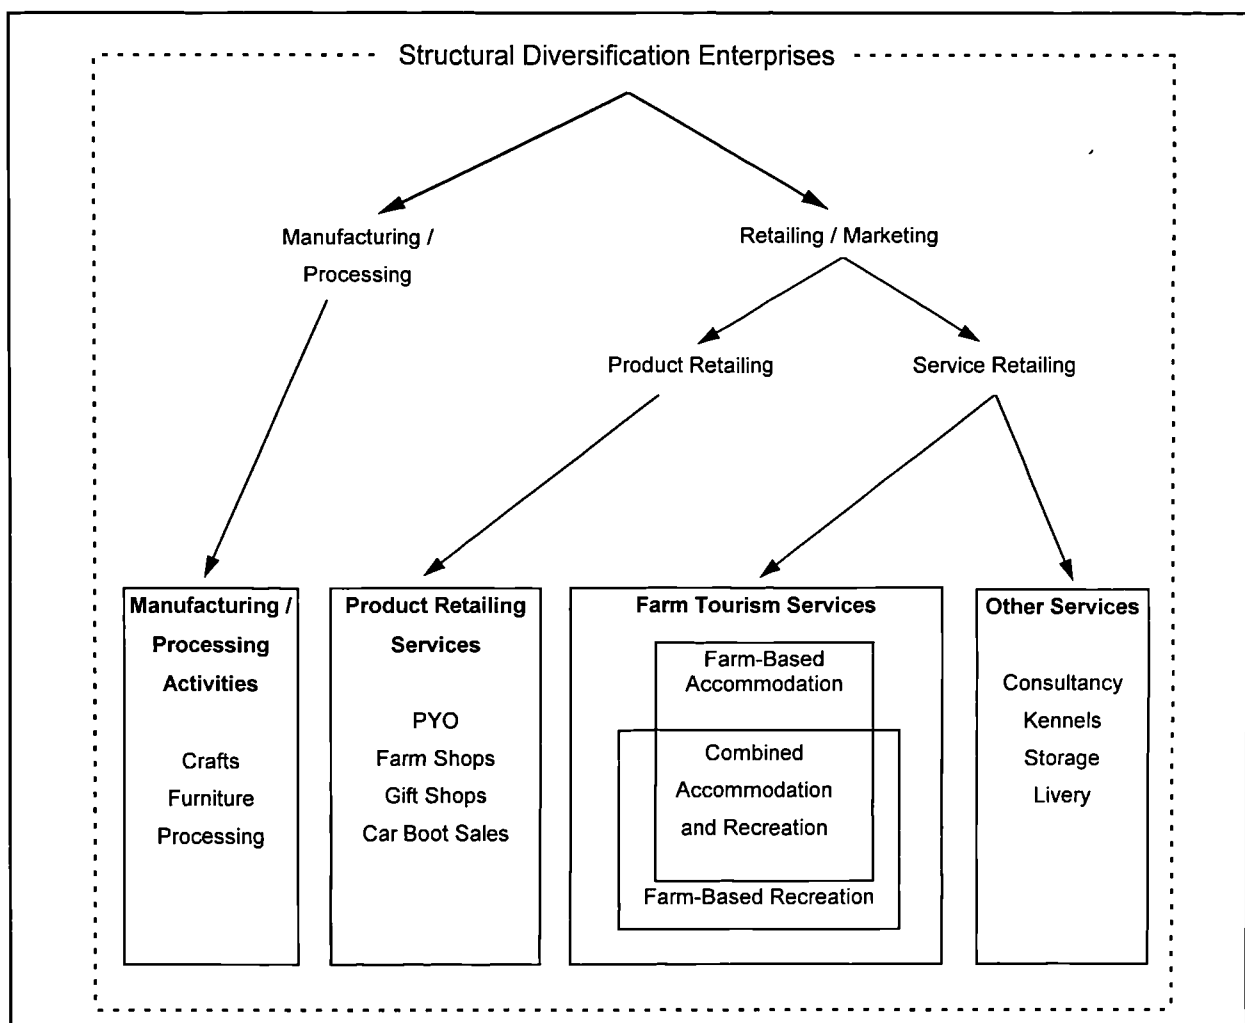 Structural Diversification Enterprises
Manufacturing /
Processing
Retailing / Marketing
Product Retailing
Service Retailing
Manufacturing /
Processing
Activities
Crafts
Furniture
Processing
Product Retailing
Services
PYO
Farm Shops
Gift Shops
Car Boot Sales
Farm Tourism Services
Farm-Based
Accommodation
Combined
Accommodation
and Recreation
Farm-Based Recreation
Other Services
Consultancy
Kennels
Storage
Livery